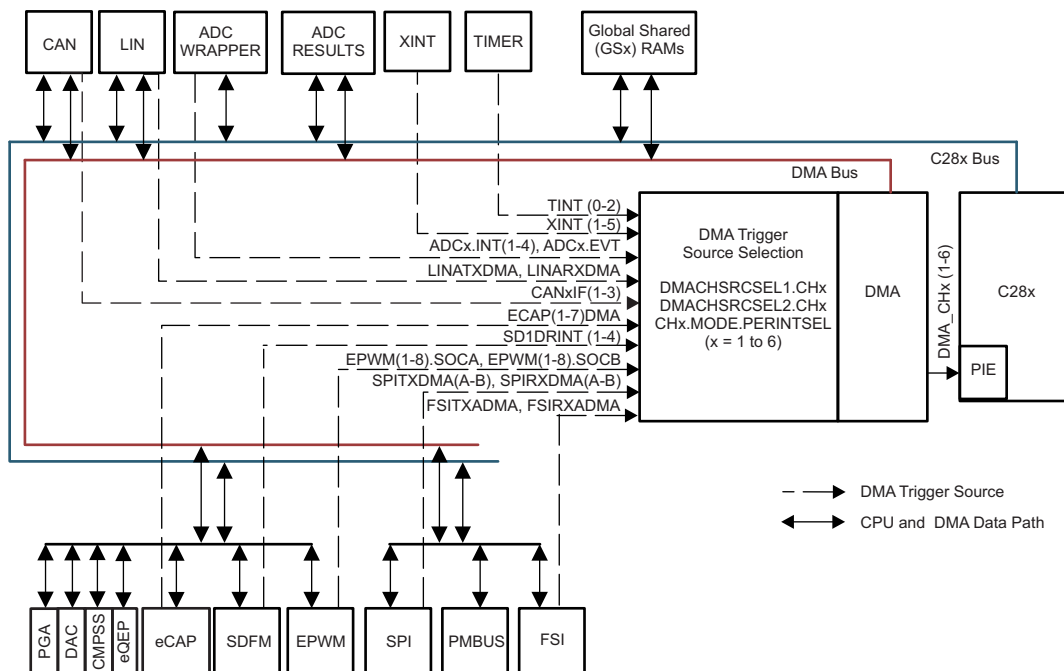 CAN
LIN
ADC
WRAPPER
ADC
RESULTS
XINT
TIMER
Global Shared
(GSx) RAMs
C28x Bus
DMA Bus
TINT (0-2)
XINT (1-5)
ADCx.INT(1-4), ADCx.EVT
LINATXDMA, LINARXDMA
CANxIF(1-3)
ECAP(1-7)DMA
SD1DRINT (1-4)
EPWM(1-8).SOCA, EPWM(1-8).SOCB
SPITXDMA(A-B), SPIRXDMA(A-B)
FSITXADMA, FSIRXADMA
DMA Trigger
Source Selection
DMACHSRCSEL1.CHx
DMACHSRCSEL2.CHx
CHx.MODE.PERINTSEL
(x = 1 to 6)
DMA
DMA_CHx (1-6)
C28x
PIE
DMA Trigger Source
CPU and DMA Data Path
PGA
DAC
CMPSS
eQEP
eCAP
SDFM
EPWM
SPI
PMBUS
FSI